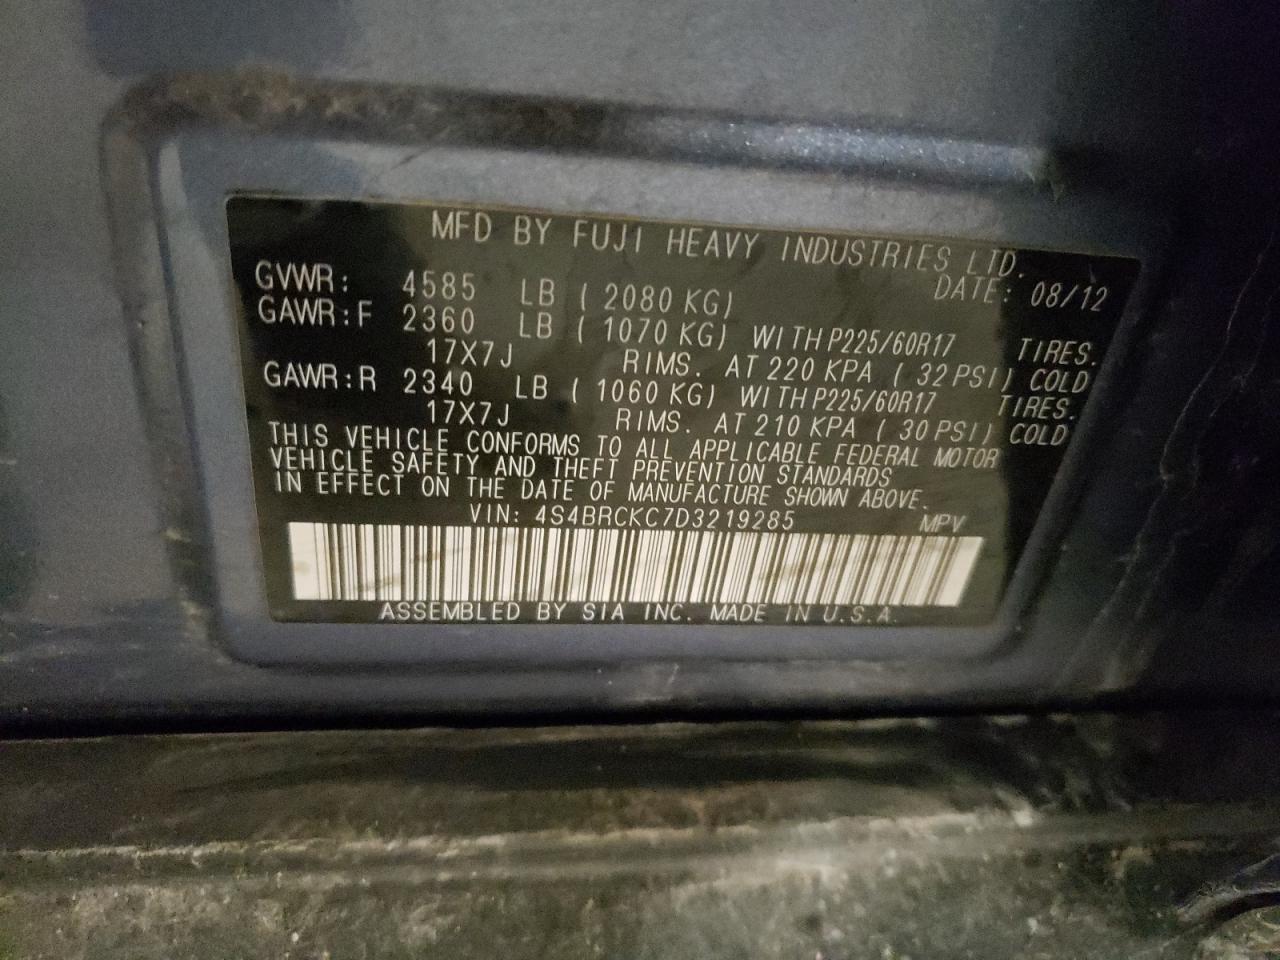 MFD BY FUJI HEAVY INDUSTRIES LTD.
DATE: 08/12
GVWR: 4585 LB ( 2080 KG)
GAWR:F 2360 LB ( 1070 KG) WITH P225/60R17 TIRES.
17X7J RIMS. AT 220 KPA ( 32 PSI) COLD
GAWR:R 2340 LB ( 1060 KG) WITH P225/60R17 TIRES.
17X7J RIMS. AT 210 KPA ( 30 PSI) COLD
THIS VEHICLE CONFORMS TO ALL APPLICABLE FEDERAL MOTOR
VEHICLE SAFETY AND THEFT PREVENTION STANDARDS
IN EFFECT ON THE DATE OF MANUFACTURE SHOWN ABOVE.
VIN: 4S4BRCKC7D3219285 MPV
ASSEMBLED BY SIA INC. MADE IN U.S.A.